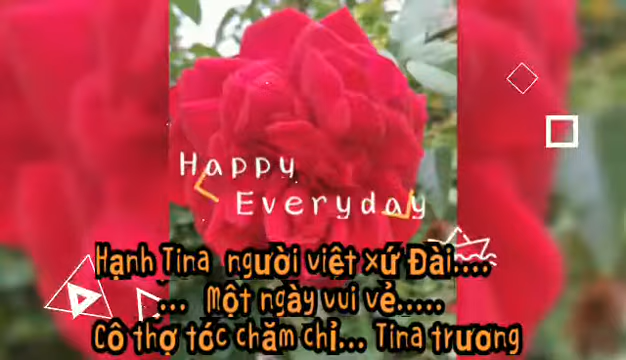 Happy
Everyday
Hạnh Tina người việt xứ Đài....
... Một ngày vui vẻ.....
Cô thợ tóc chăm chỉ... Tina trương